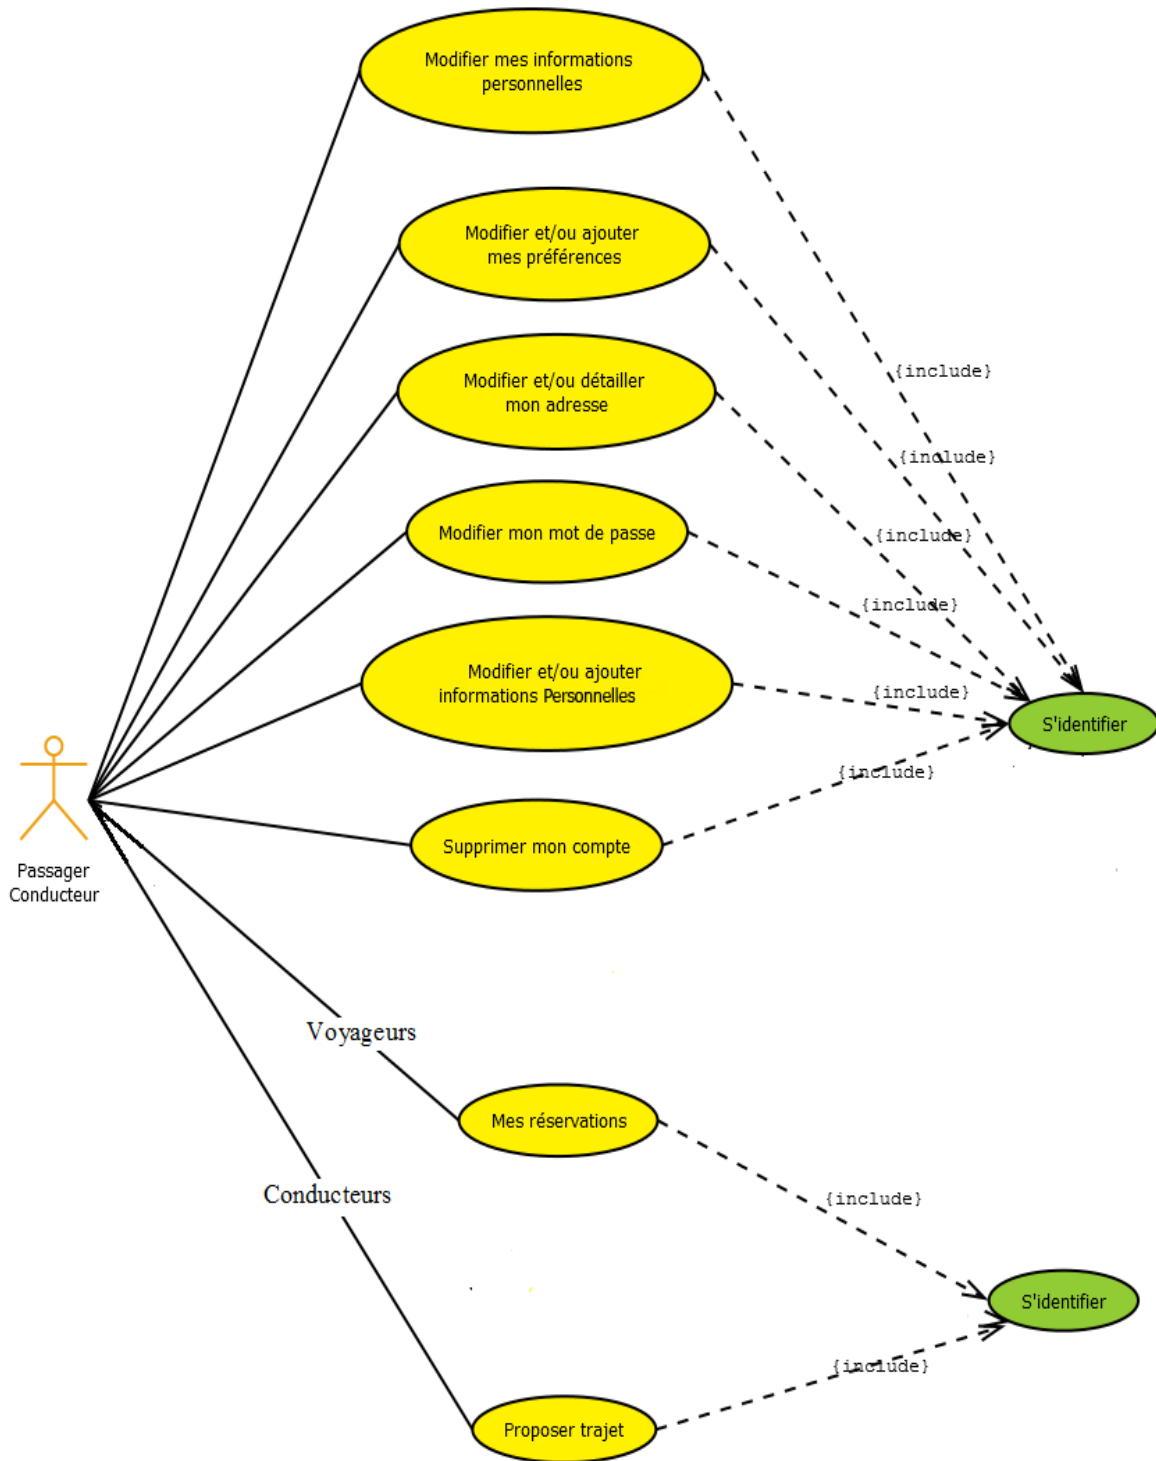 Modifier mes informations
personnelles
Modifier et/ou ajouter
mes préférences
{include}
Modifier et/ou détailler
mon adresse
{include}
Modifier mon mot de passe
{include}
{include}
Modifier et/ou ajouter
informations Personnelles
{include}
S'identifier
{include}
Supprimer mon compte
Passager
Conducteur
Voyageurs
Mes réservations
Conducteurs
{include}
S'identifier
{include}
Proposer trajet